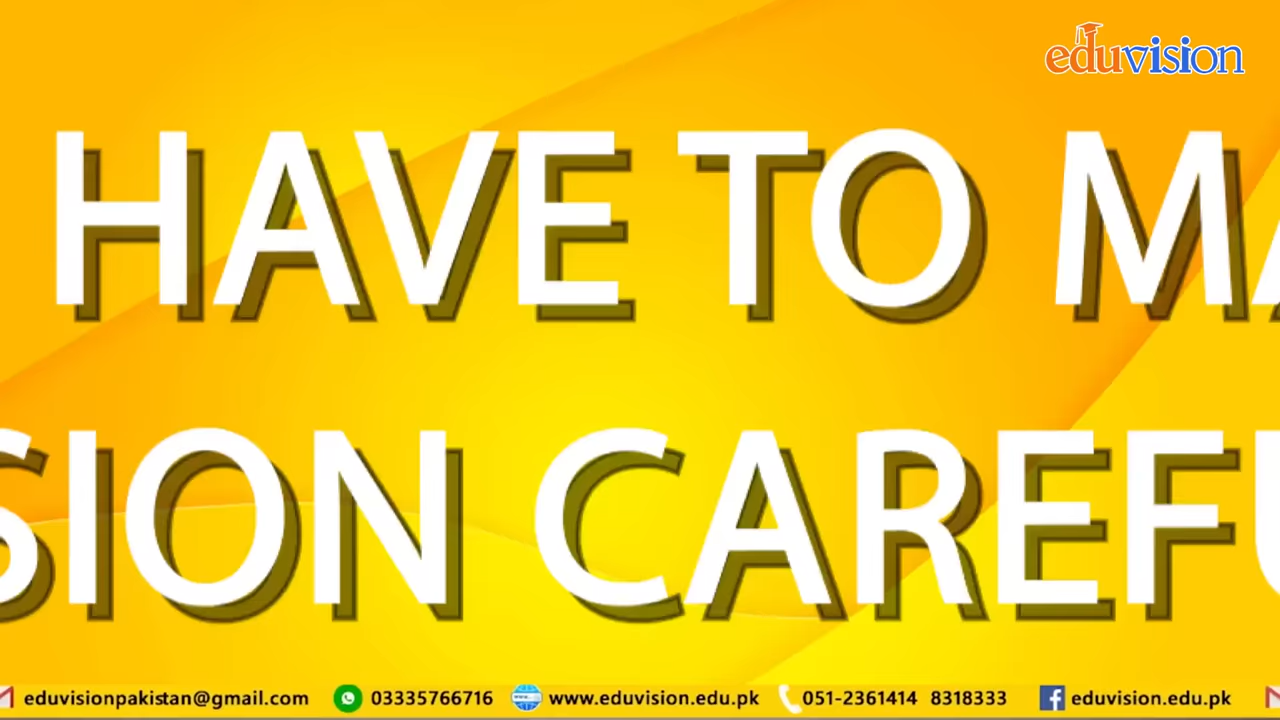 eduvision
HAVE TO MA
SION CAREFU
eduvisionpakistan@gmail.com 03335766716 www.eduvision.edu.pk 051-2361414 8318333 eduvision.edu.pk